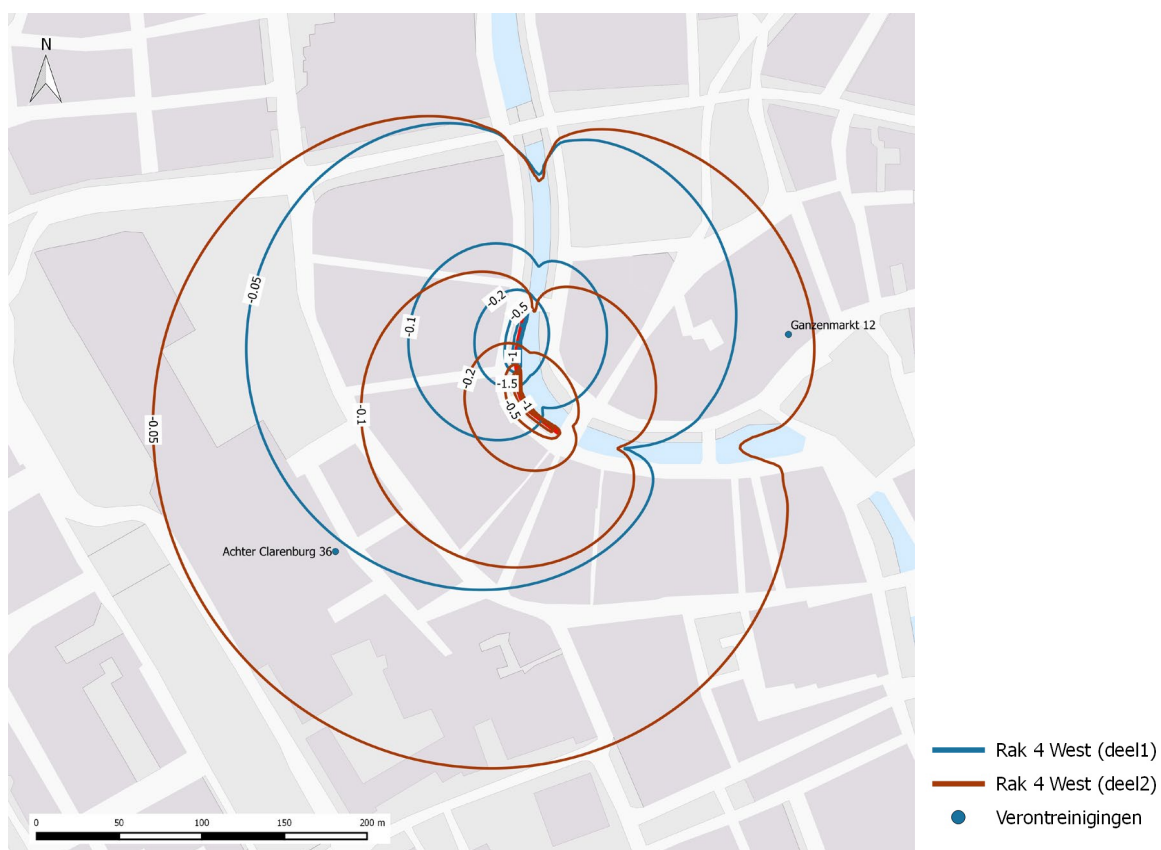 N
-0.05
-0.2
-0.5
-0.1
Ganzenmarkt 12
-1
-0.2
-1.5
-1
-0.5
-0.1
-0.05
Achter Clarenburg 36
Rak 4 West (deel1)
Rak 4 West (deel2)
Verontreinigingen
0 50 100 150 200 m